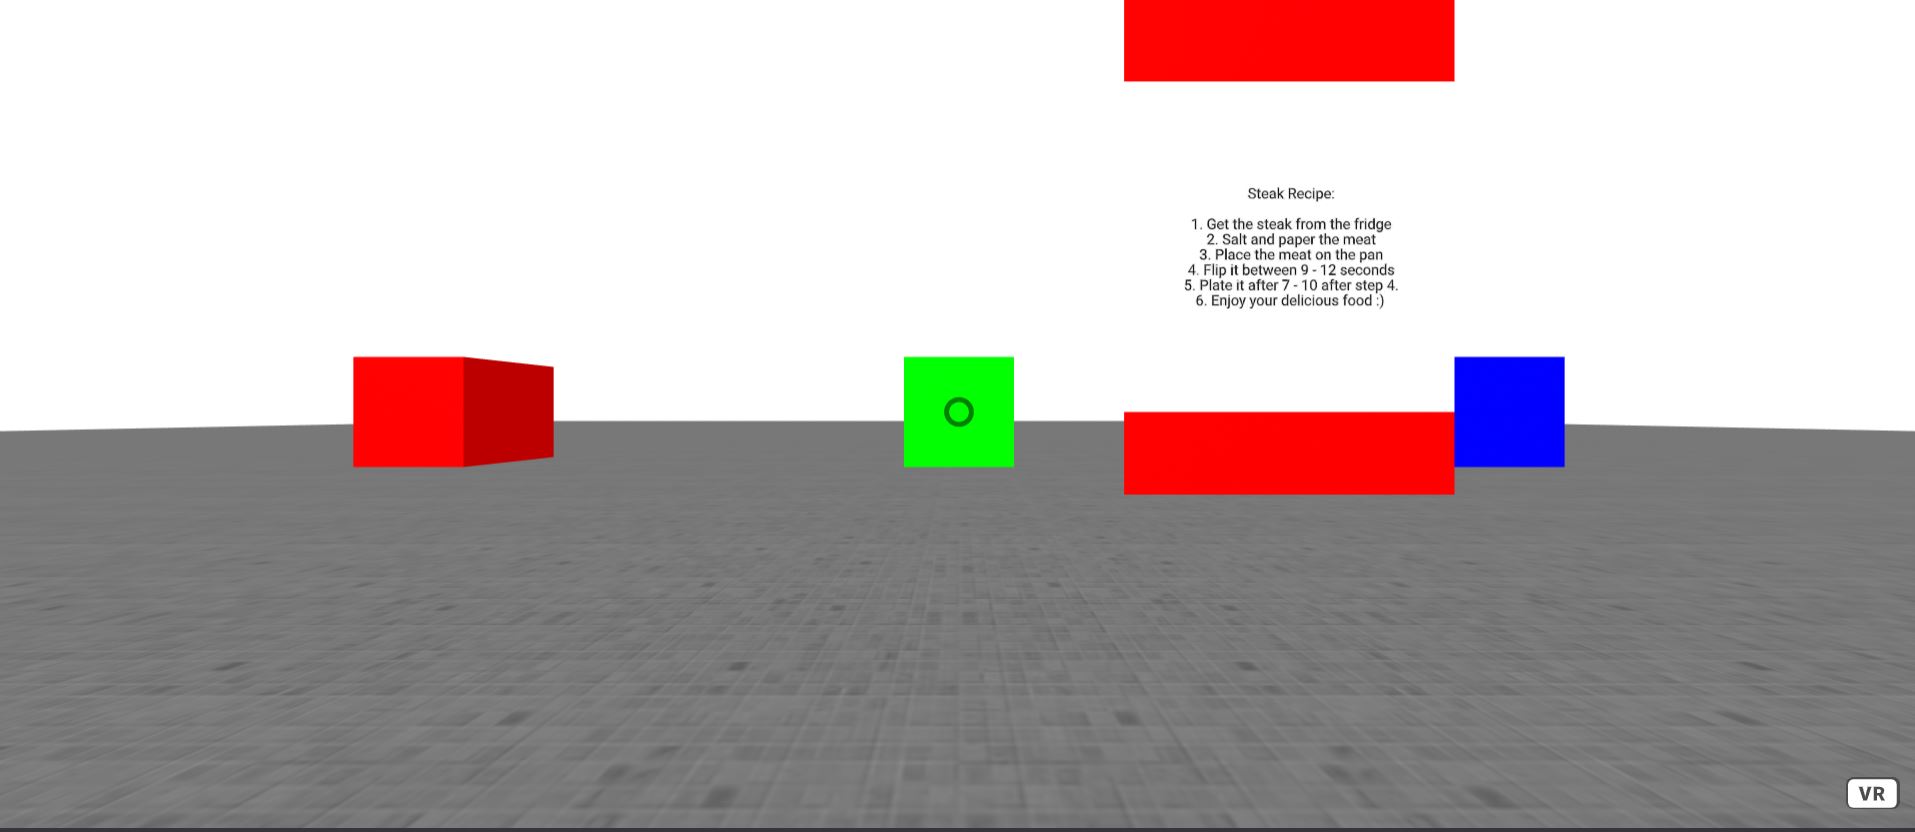 Steak Recipe:
1. Get the steak from the fridge
2. Salt and paper the meat
3. Place the meat on the pan
4. Flip it between 9 - 12 seconds
5. Plate it after 7 - 10 after step 4.
6. Enjoy your delicious food :)
VR